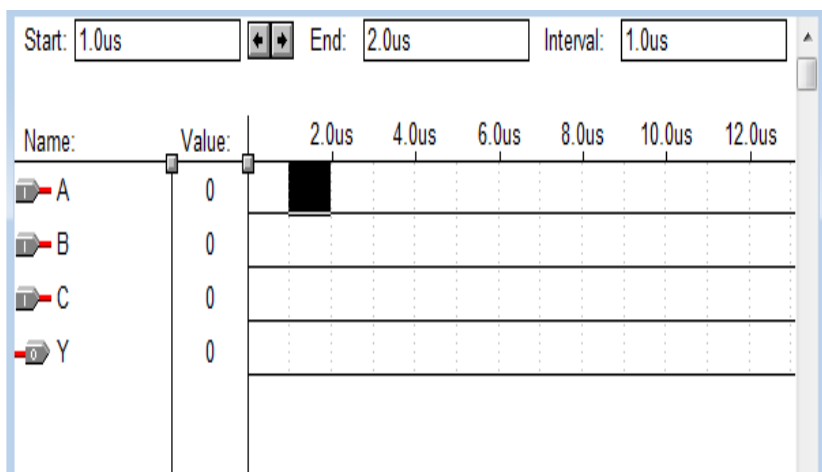 Start: 1.0us End: 2.0us Interval: 1.0us
Name: Value: 2.0us 4.0us 6.0us 8.0us 10.0us 12.0us
I A 0
I B 0
I C 0
O Y 0